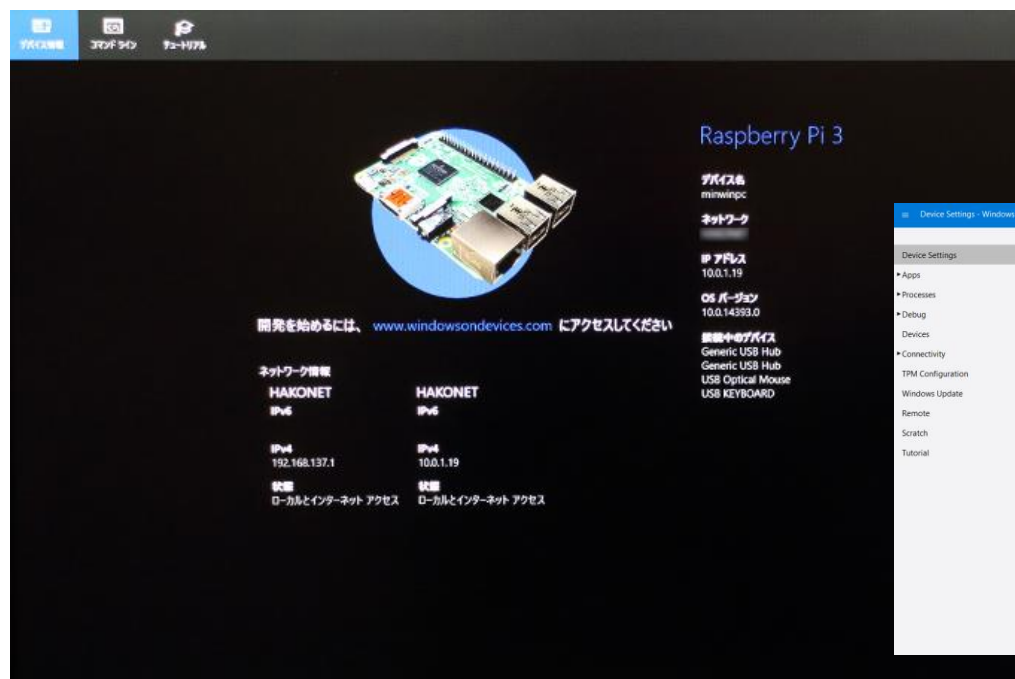 デバイス情報
コマンド ライン
チュートリアル
Raspberry Pi 3
デバイス名
minwinpc
ネットワーク
IP アドレス
10.0.1.19
OS バージョン
10.0.14393.0
接続中のデバイス
Generic USB Hub
Generic USB Hub
USB Optical Mouse
USB KEYBOARD
開発を始めるには、 www.windowsondevices.com にアクセスしてください
ネットワーク情報
HAKONET
IPv6
IPv4
192.168.137.1
状態
ローカルとインターネット アクセス
HAKONET
IPv6
IPv4
10.0.1.19
状態
ローカルとインターネット アクセス
Device Settings - Windows
Device Settings
Apps
Processes
Debug
Devices
Connectivity
TPM Configuration
Windows Update
Remote
Scratch
Tutorial